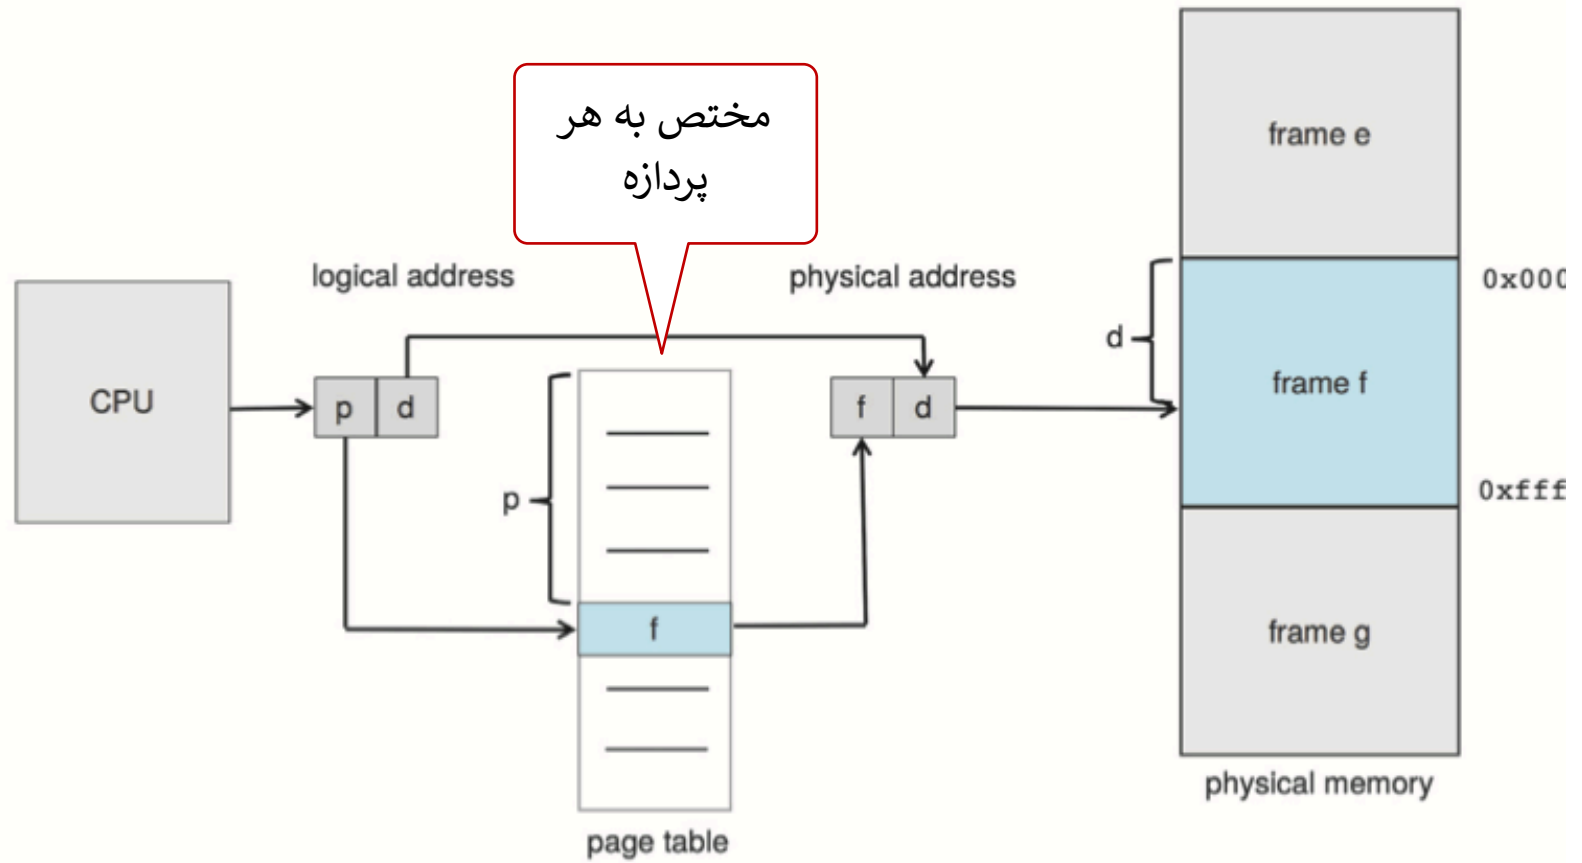 مختص به هر
پردازه
frame e
logical address
physical address
0x000
d
CPU
p
d
f
d
frame f
p
0xfff
f
frame g
physical memory
page table